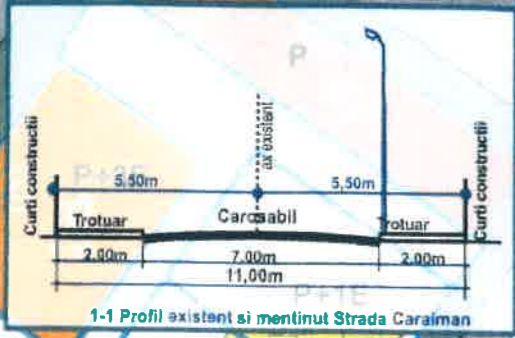 P
Curti constructii
ax existent
Curti constructii
P+3E
5,50m
5,50m
Trotuar
Carosabil
Trotuar
2.00m
7.00m
2.00m
11,00m
P+1E
1-1 Profil existent si mentinut Strada Caraiman